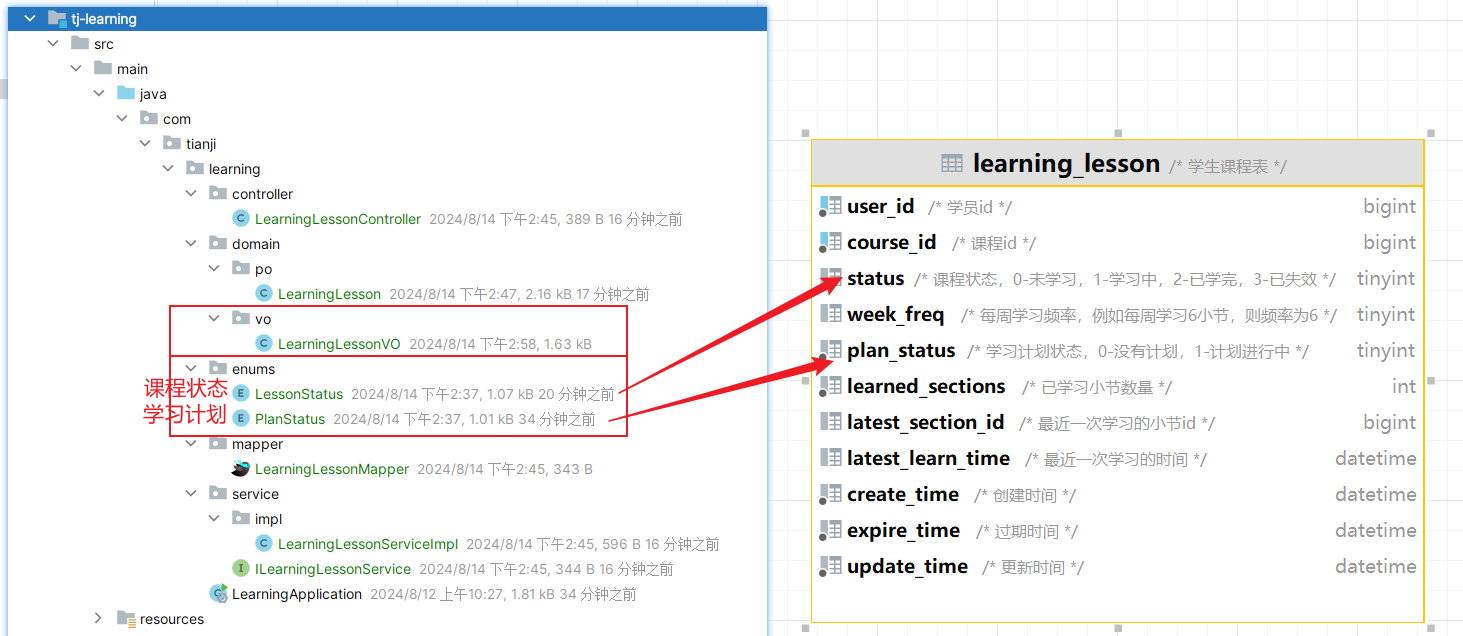 tj-learning
src
main
java
com
tianji
learning
controller
LearningLessonController 2024/8/14 下午2:45, 389 B 16 分钟之前
domain
po
LearningLesson 2024/8/14 下午2:47, 2.16 kB 17 分钟之前
vo
LearningLessonVO 2024/8/14 下午2:58, 1.63 kB
enums
课程状态
LessonStatus 2024/8/14 下午2:37, 1.07 kB 20 分钟之前
学习计划
PlanStatus 2024/8/14 下午2:37, 1.01 kB 34 分钟之前
mapper
LearningLessonMapper 2024/8/14 下午2:45, 343 B
service
impl
LearningLessonServiceImpl 2024/8/14 下午2:45, 596 B 16 分钟之前
ILearningLessonService 2024/8/14 下午2:45, 344 B 16 分钟之前
LearningApplication 2024/8/12 上午10:27, 1.81 kB 34 分钟之前
resources
learning_lesson /* 学生课程表 */
user_id /* 学员id */ bigint
course_id /* 课程id */ bigint
status /* 课程状态，0-未学习，1-学习中，2-已学完，3-已失效 */ tinyint
week_freq /* 每周学习频率，例如每周学习6小节，则频率为6 */ tinyint
plan_status /* 学习计划状态，0-没有计划，1-计划进行中 */ tinyint
learned_sections /* 已学习小节数量 */ int
latest_section_id /* 最近一次学习的小节id */ bigint
latest_learn_time /* 最近一次学习的时间 */ datetime
create_time /* 创建时间 */ datetime
expire_time /* 过期时间 */ datetime
update_time /* 更新时间 */ datetime